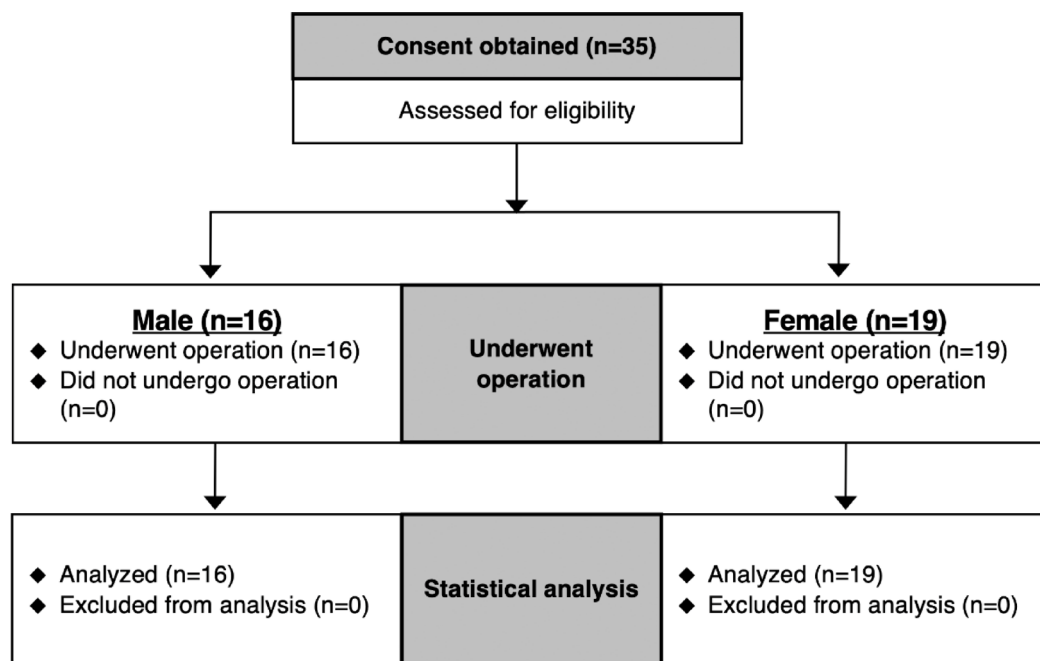 Consent obtained (n=35)
Assessed for eligibility
Male (n=16)
◆ Underwent operation (n=16)
◆ Did not undergo operation
(n=0)
Underwent
operation
Female (n=19)
◆ Underwent operation (n=19)
◆ Did not undergo operation
(n=0)
◆ Analyzed (n=16)
◆ Excluded from analysis (n=0)
Statistical analysis
◆ Analyzed (n=19)
◆ Excluded from analysis (n=0)